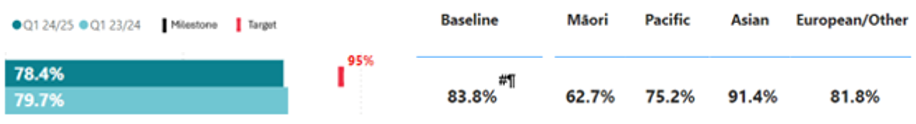 Q1 24/25 Q1 23/24 Milestone Target
Baseline Māori Pacific Asian European/Other
95%
78.4%
79.7%
83.8%#¶ 62.7% 75.2% 91.4% 81.8%